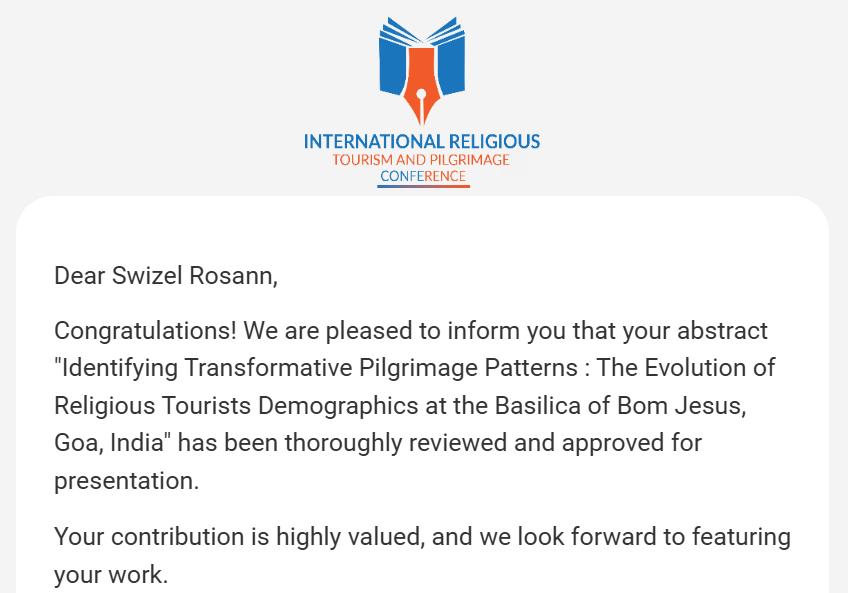 INTERNATIONAL RELIGIOUS
TOURISM AND PILGRIMAGE
CONFERENCE
Dear Swizel Rosann,
Congratulations! We are pleased to inform you that your abstract
"Identifying Transformative Pilgrimage Patterns : The Evolution of
Religious Tourists Demographics at the Basilica of Bom Jesus,
Goa, India" has been thoroughly reviewed and approved for
presentation.
Your contribution is highly valued, and we look forward to featuring
your work.